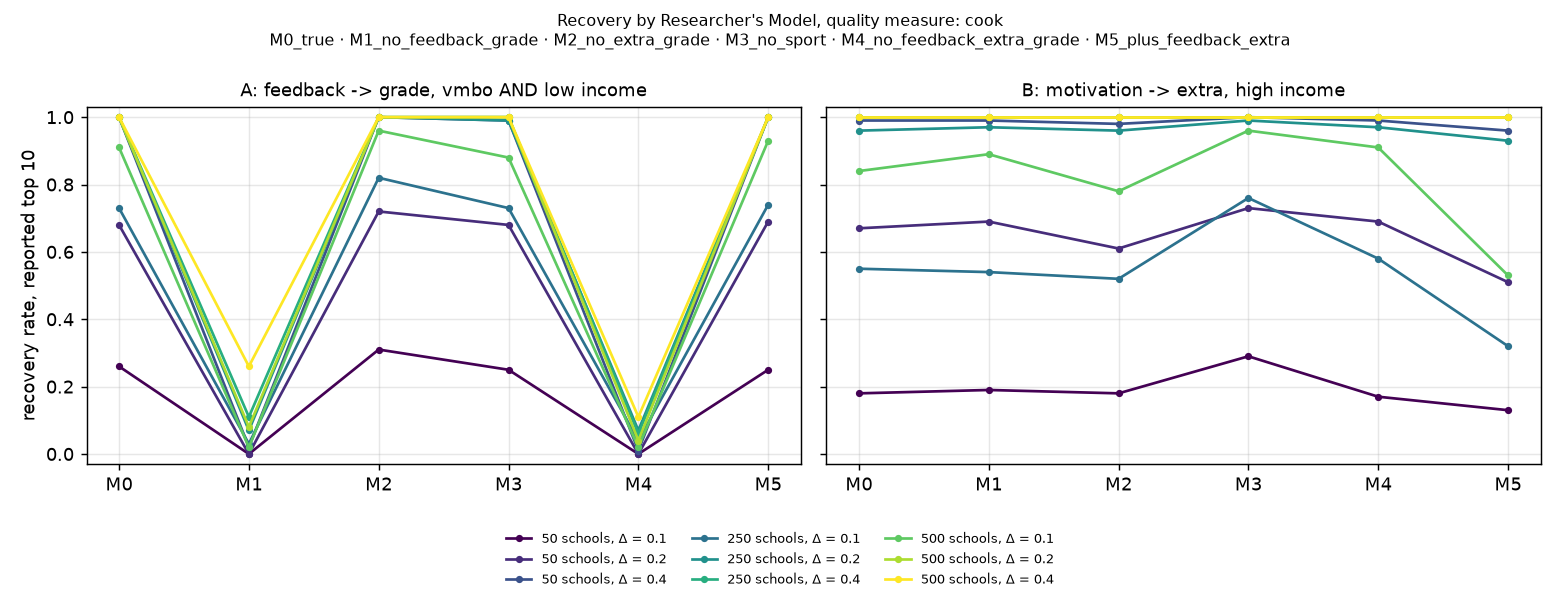 Recovery by Researcher's Model, quality measure: cook
M0_true · M1_no_feedback_grade · M2_no_extra_grade · M3_no_sport · M4_no_feedback_extra_grade · M5_plus_feedback_extra
A: feedback -> grade, vmbo AND low income
recovery rate, reported top 10
1.0
0.8
0.6
0.4
0.2
0.0
M0 M1 M2 M3 M4 M5
B: motivation -> extra, high income
M0 M1 M2 M3 M4 M5
50 schools, Δ = 0.1
50 schools, Δ = 0.2
50 schools, Δ = 0.4
250 schools, Δ = 0.1
250 schools, Δ = 0.2
250 schools, Δ = 0.4
500 schools, Δ = 0.1
500 schools, Δ = 0.2
500 schools, Δ = 0.4